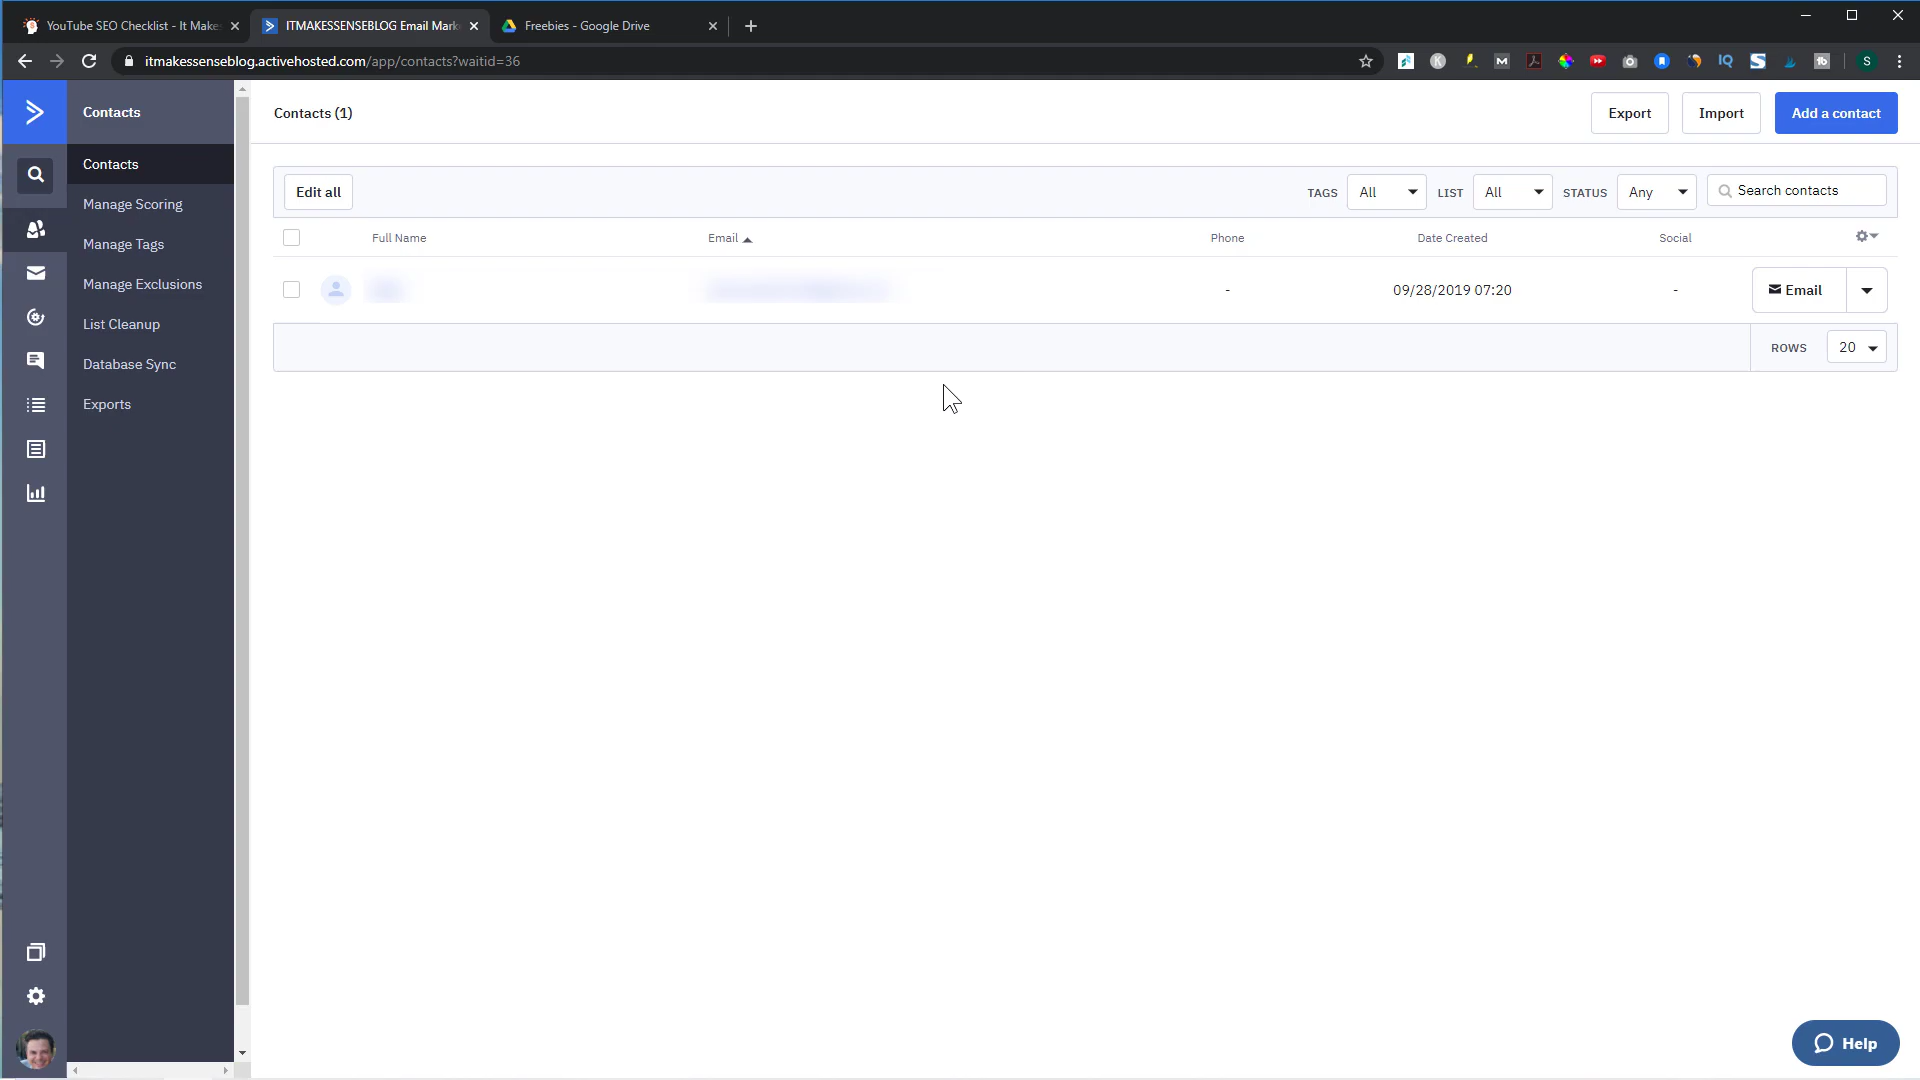 YouTube SEO Checklist - It Make
ITMAKESSENSEBLOG Email Mark
Freebies - Google Drive
itmakessenseblog.activehosted.com/app/contacts?waitid=36
Contacts
Contacts (1)
Export
Import
Add a contact
Contacts
Manage Scoring
Manage Tags
Manage Exclusions
List Cleanup
Database Sync
Exports
Edit all
TAGS
All
LIST
All
STATUS
Any
Search contacts
Full Name
Email
Phone
Date Created
Social
-
09/28/2019 07:20
-
Email
ROWS
20
Help